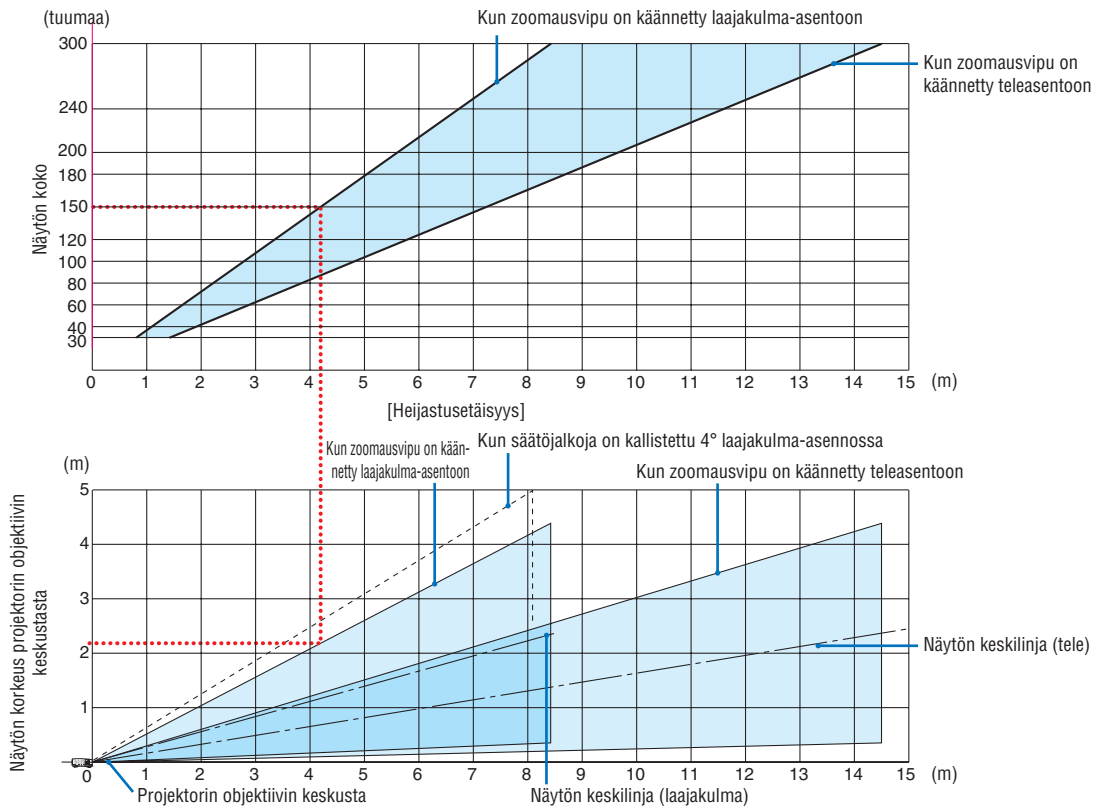 (tuumaa)
Kun zoomausvipu on käännetty laajakulma-asentoon
Kun zoomausvipu on
käännetty teleasentoon
Näytön koko
300
240
200
180
150
120
100
80
60
40
30
0 1 2 3 4 5 6 7 8 9 10 11 12 13 14 15 (m)
[Heijastusetäisyys]
(m)
Kun zoomausvipu on kään-
netty laajakulma-asentoon
Kun säätöjalkoja on kallistettu 4° laajakulma-asennossa
Kun zoomausvipu on käännetty teleasentoon
Näytön korkeus projektorin objektiivin
keskustasta
5
4
3
2
1
Näytön keskilinja (tele)
0 1 2 3 4 5 6 7 8 9 10 11 12 13 14 15 (m)
Projektorin objektiivin keskusta
Näytön keskilinja (laajakulma)